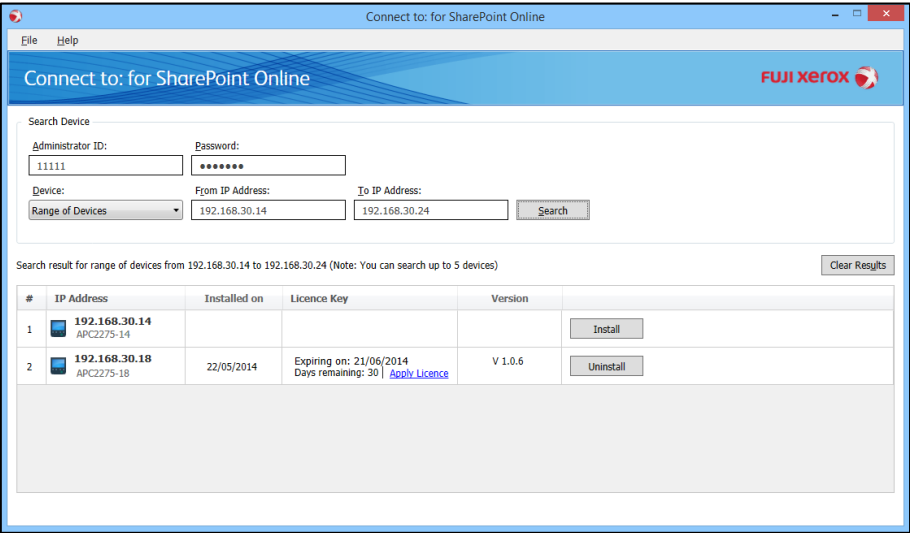 Connect to: for SharePoint Online
File Help
Connect to: for SharePoint Online
FUJI XEROX
Search Device
Administrator ID: Password:
11111 •••••••
Device: From IP Address: To IP Address:
Range of Devices 192.168.30.14 192.168.30.24 Search
Search result for range of devices from 192.168.30.14 to 192.168.30.24 (Note: You can search up to 5 devices) Clear Results
# IP Address Installed on Licence Key Version
1 192.168.30.14 Install
APC2275-14
2 192.168.30.18 22/05/2014 Expiring on: 21/06/2014 V 1.0.6 Uninstall
APC2275-18 Days remaining: 30 | Apply Licence